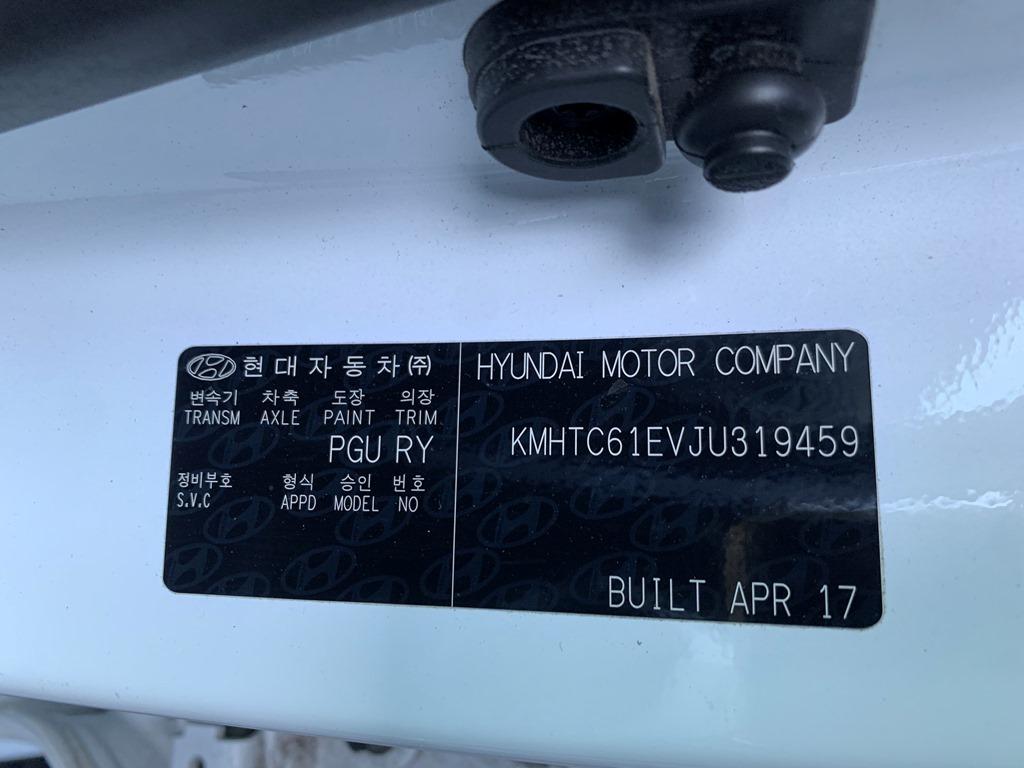 현대자동차(주)
변속기 차축 도장 의장
TRANSM AXLE PAINT TRIM
PGU RY
정비부호 형식 승인 번호
S.V.C APPD MODEL NO
HYUNDAI MOTOR COMPANY
KMHTC61EVJU319459
BUILT APR 17